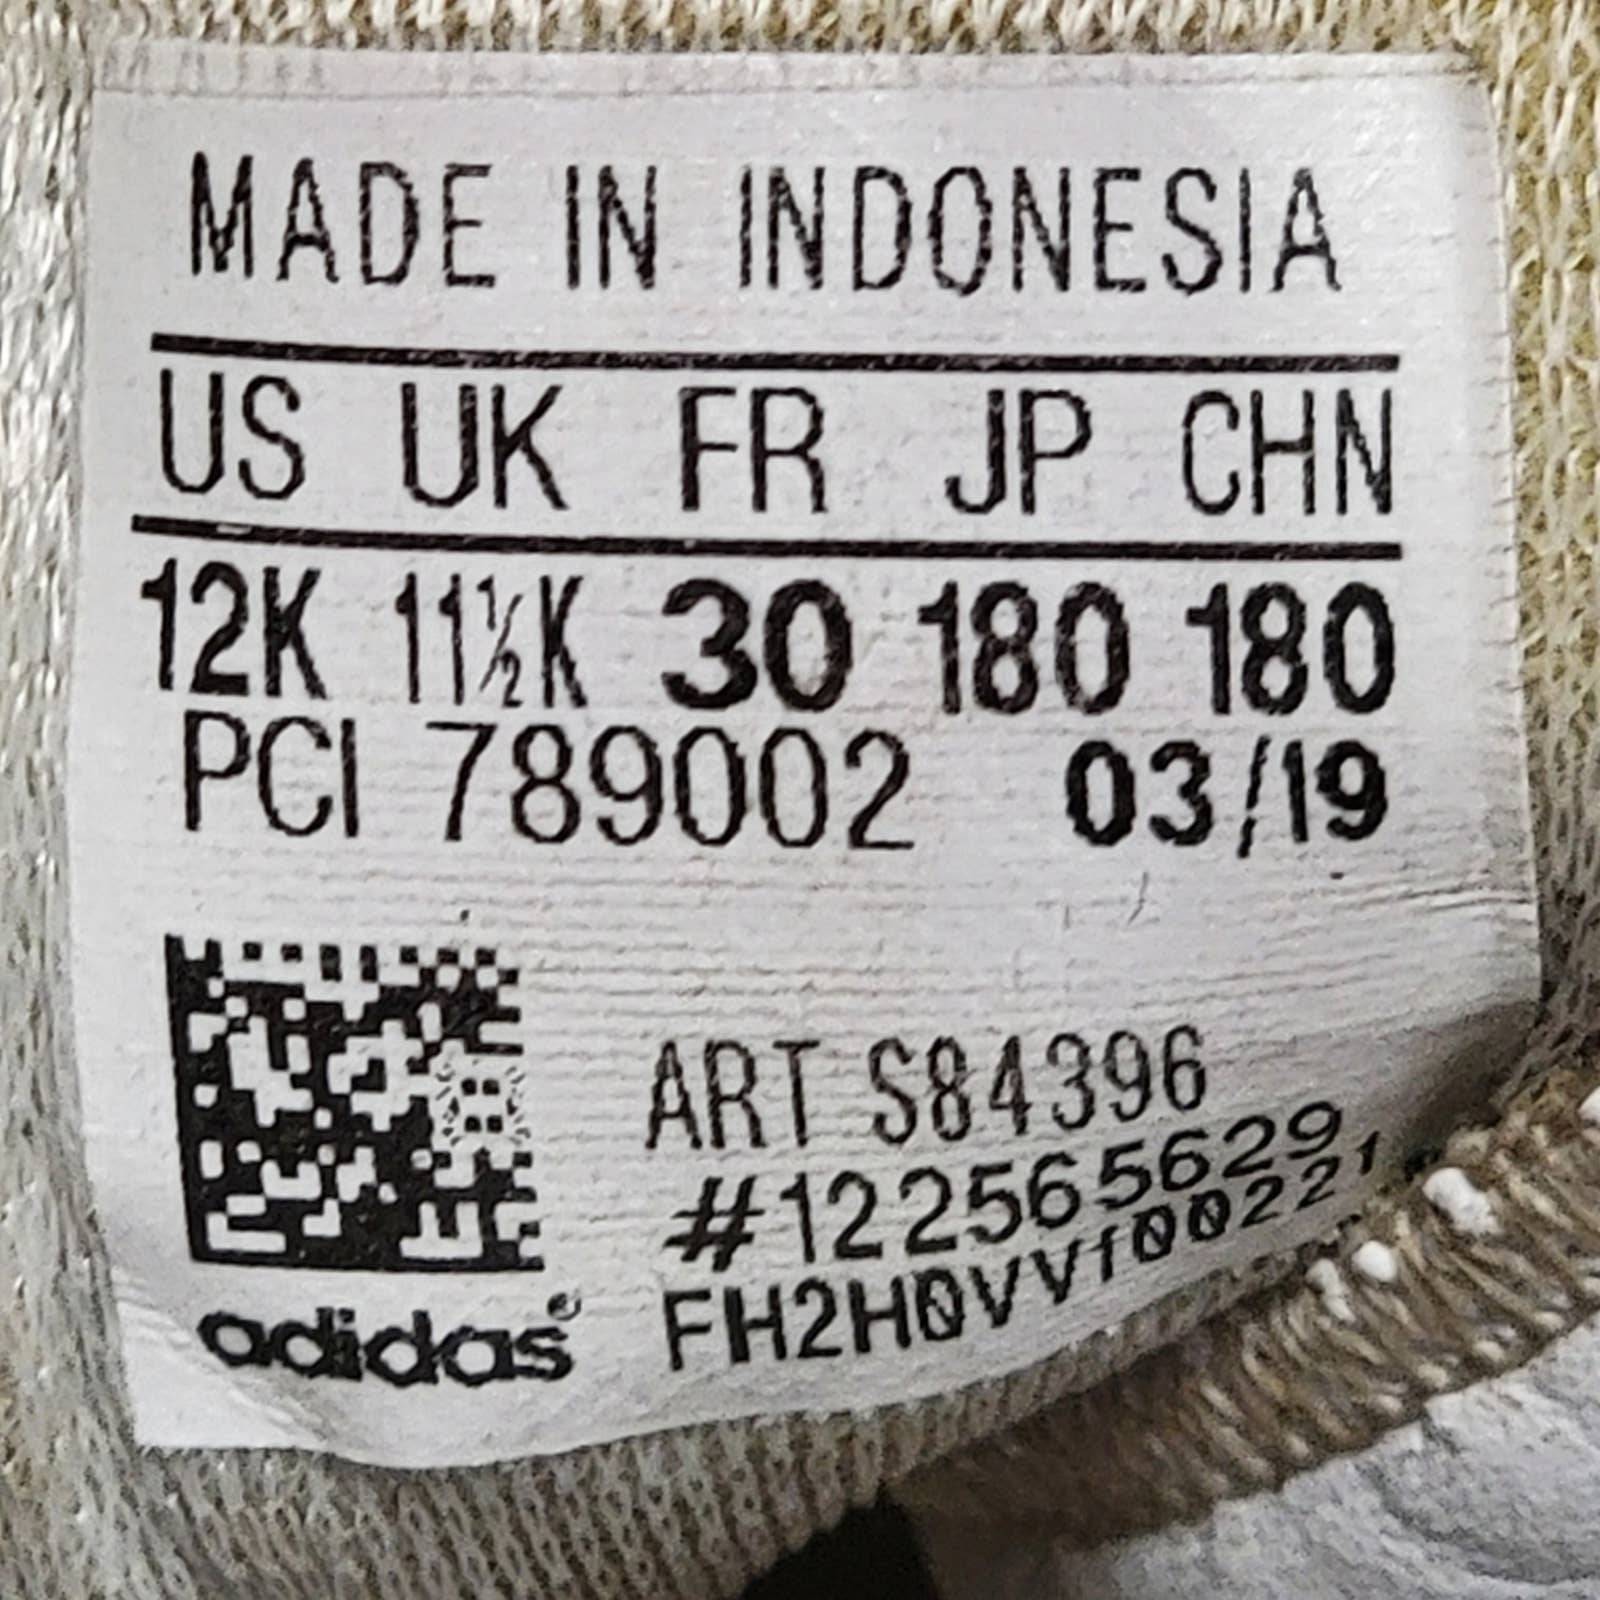 MADE IN INDONESIA
US UK FR JP CHN
12K 11½K 30 180 180
PCI 789002 03/19
ART S84396
#122565629
FH2H0VVf00221
adidas